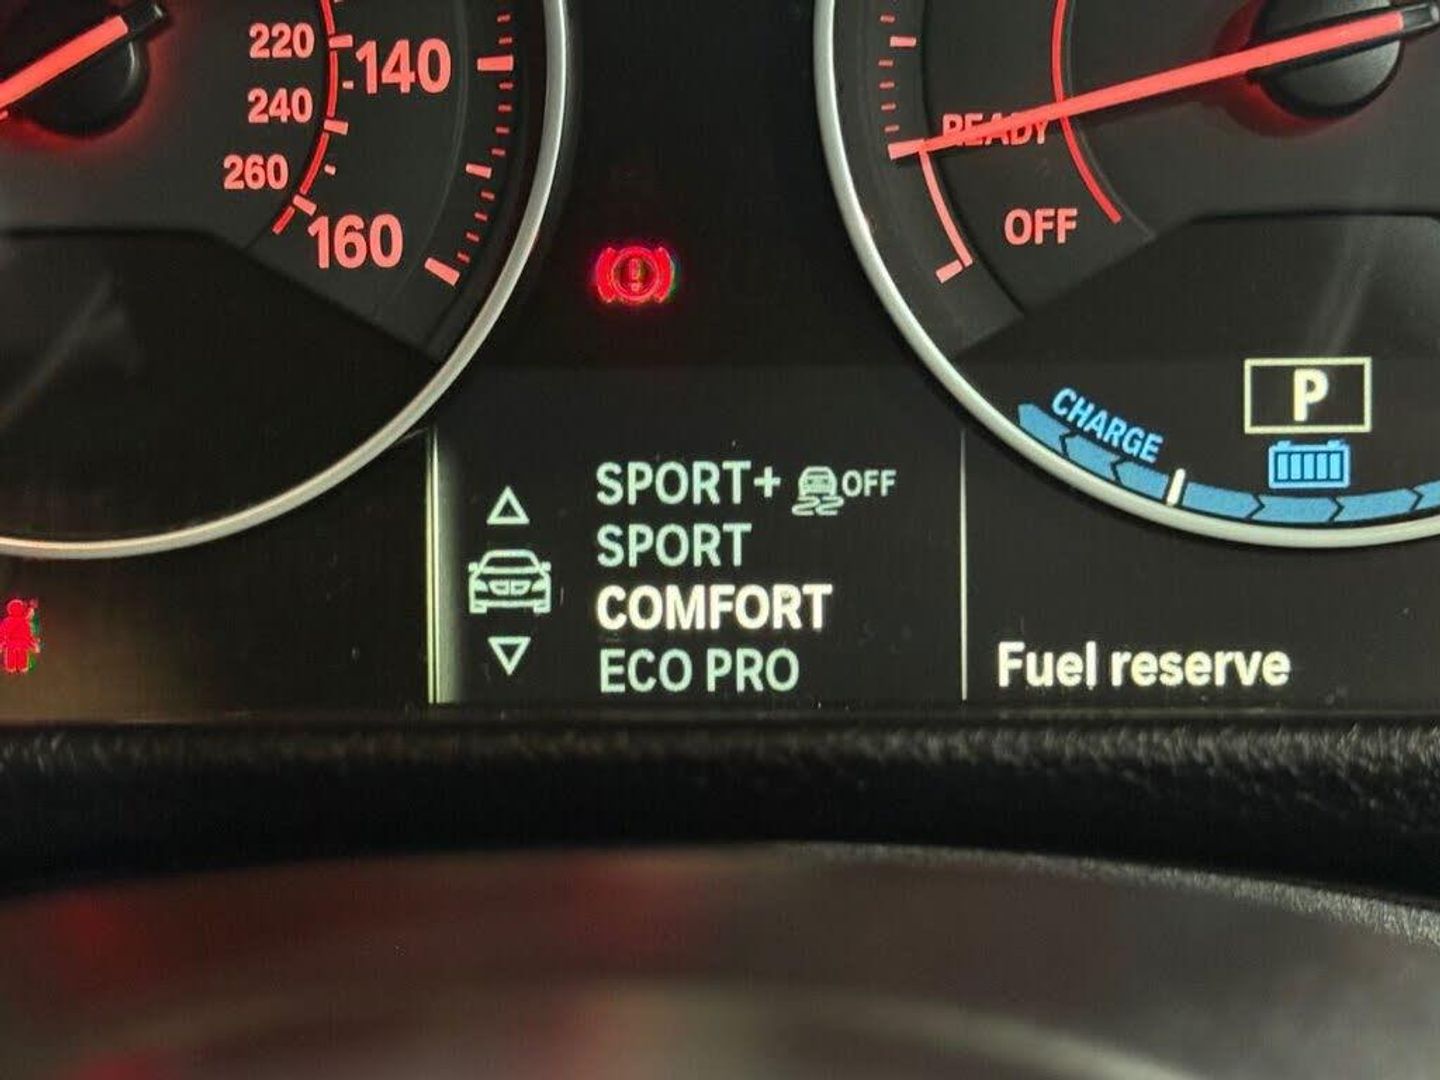 220
140
240
260
160
READY
OFF
CHARGE
P
SPORT+ OFF
SPORT
COMFORT
ECO PRO
Fuel reserve